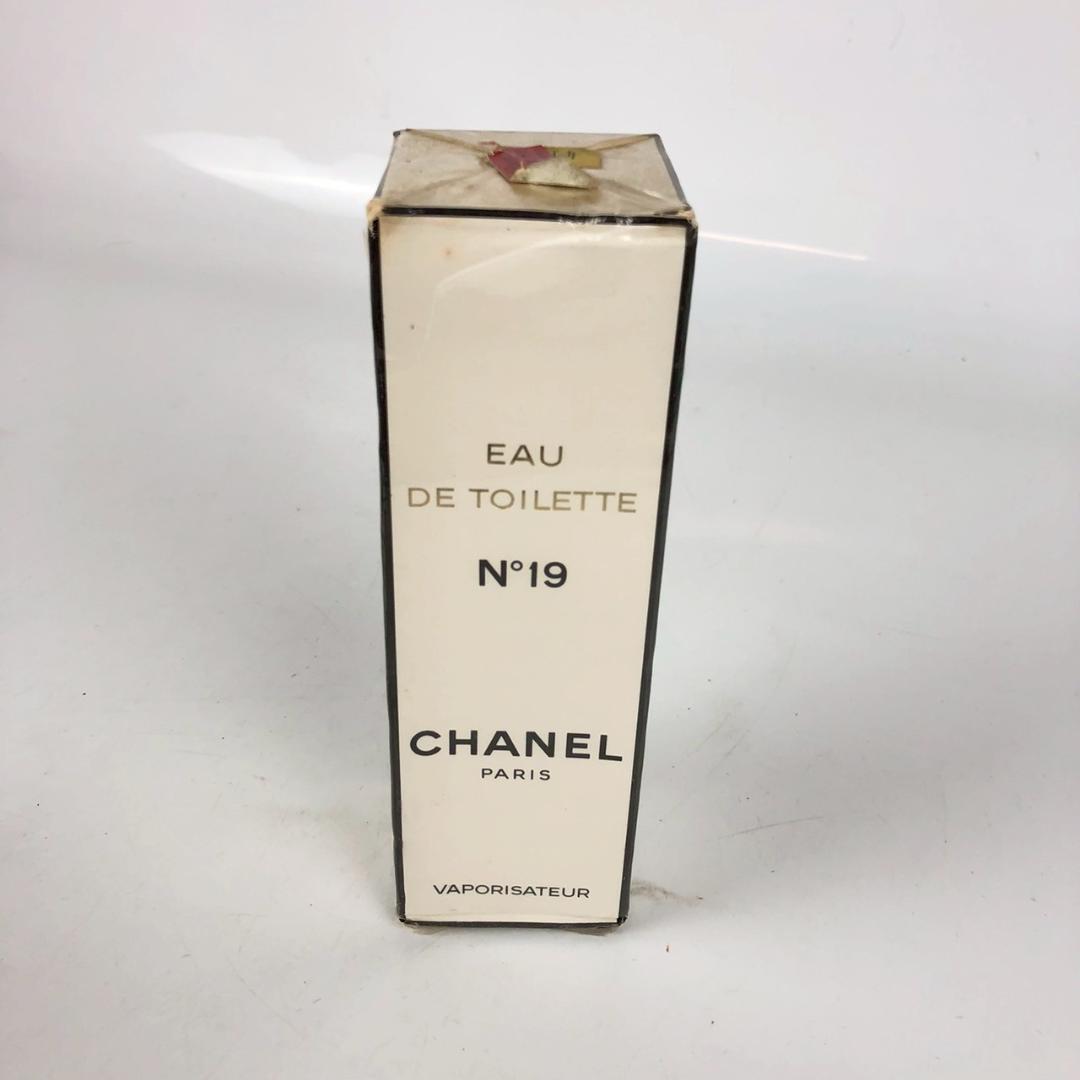 EAU
DE TOILETTE
N°19
CHANEL
PARIS
VAPORISATEUR